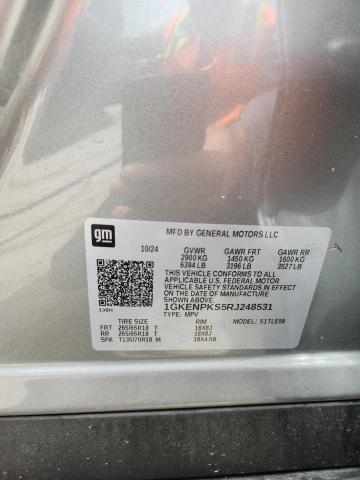 gm
MFD BY GENERAL MOTORS LLC
10/24 GVWR GAWR FRT GAWR RR
2900 KG 1450 KG 1600 KG
6394 LB 3196 LB 3527 LB
THIS VEHICLE CONFORMS TO ALL
APPLICABLE U.S. FEDERAL MOTOR
VEHICLE SAFETY AND THEFT PREVENTION
STANDARDS IN EFFECT ON THE DATE
OF MANUFACTURE SHOWN ABOVE.
1GKENPKS5RJ248531
TYPE: MPV MODEL: 51TLE56
TIRE SIZE RIM
FRT 265/65R18 T 18X8J
RR 265/65R18 T 18X8J
SPA T135/70R18 M 18X4.5B